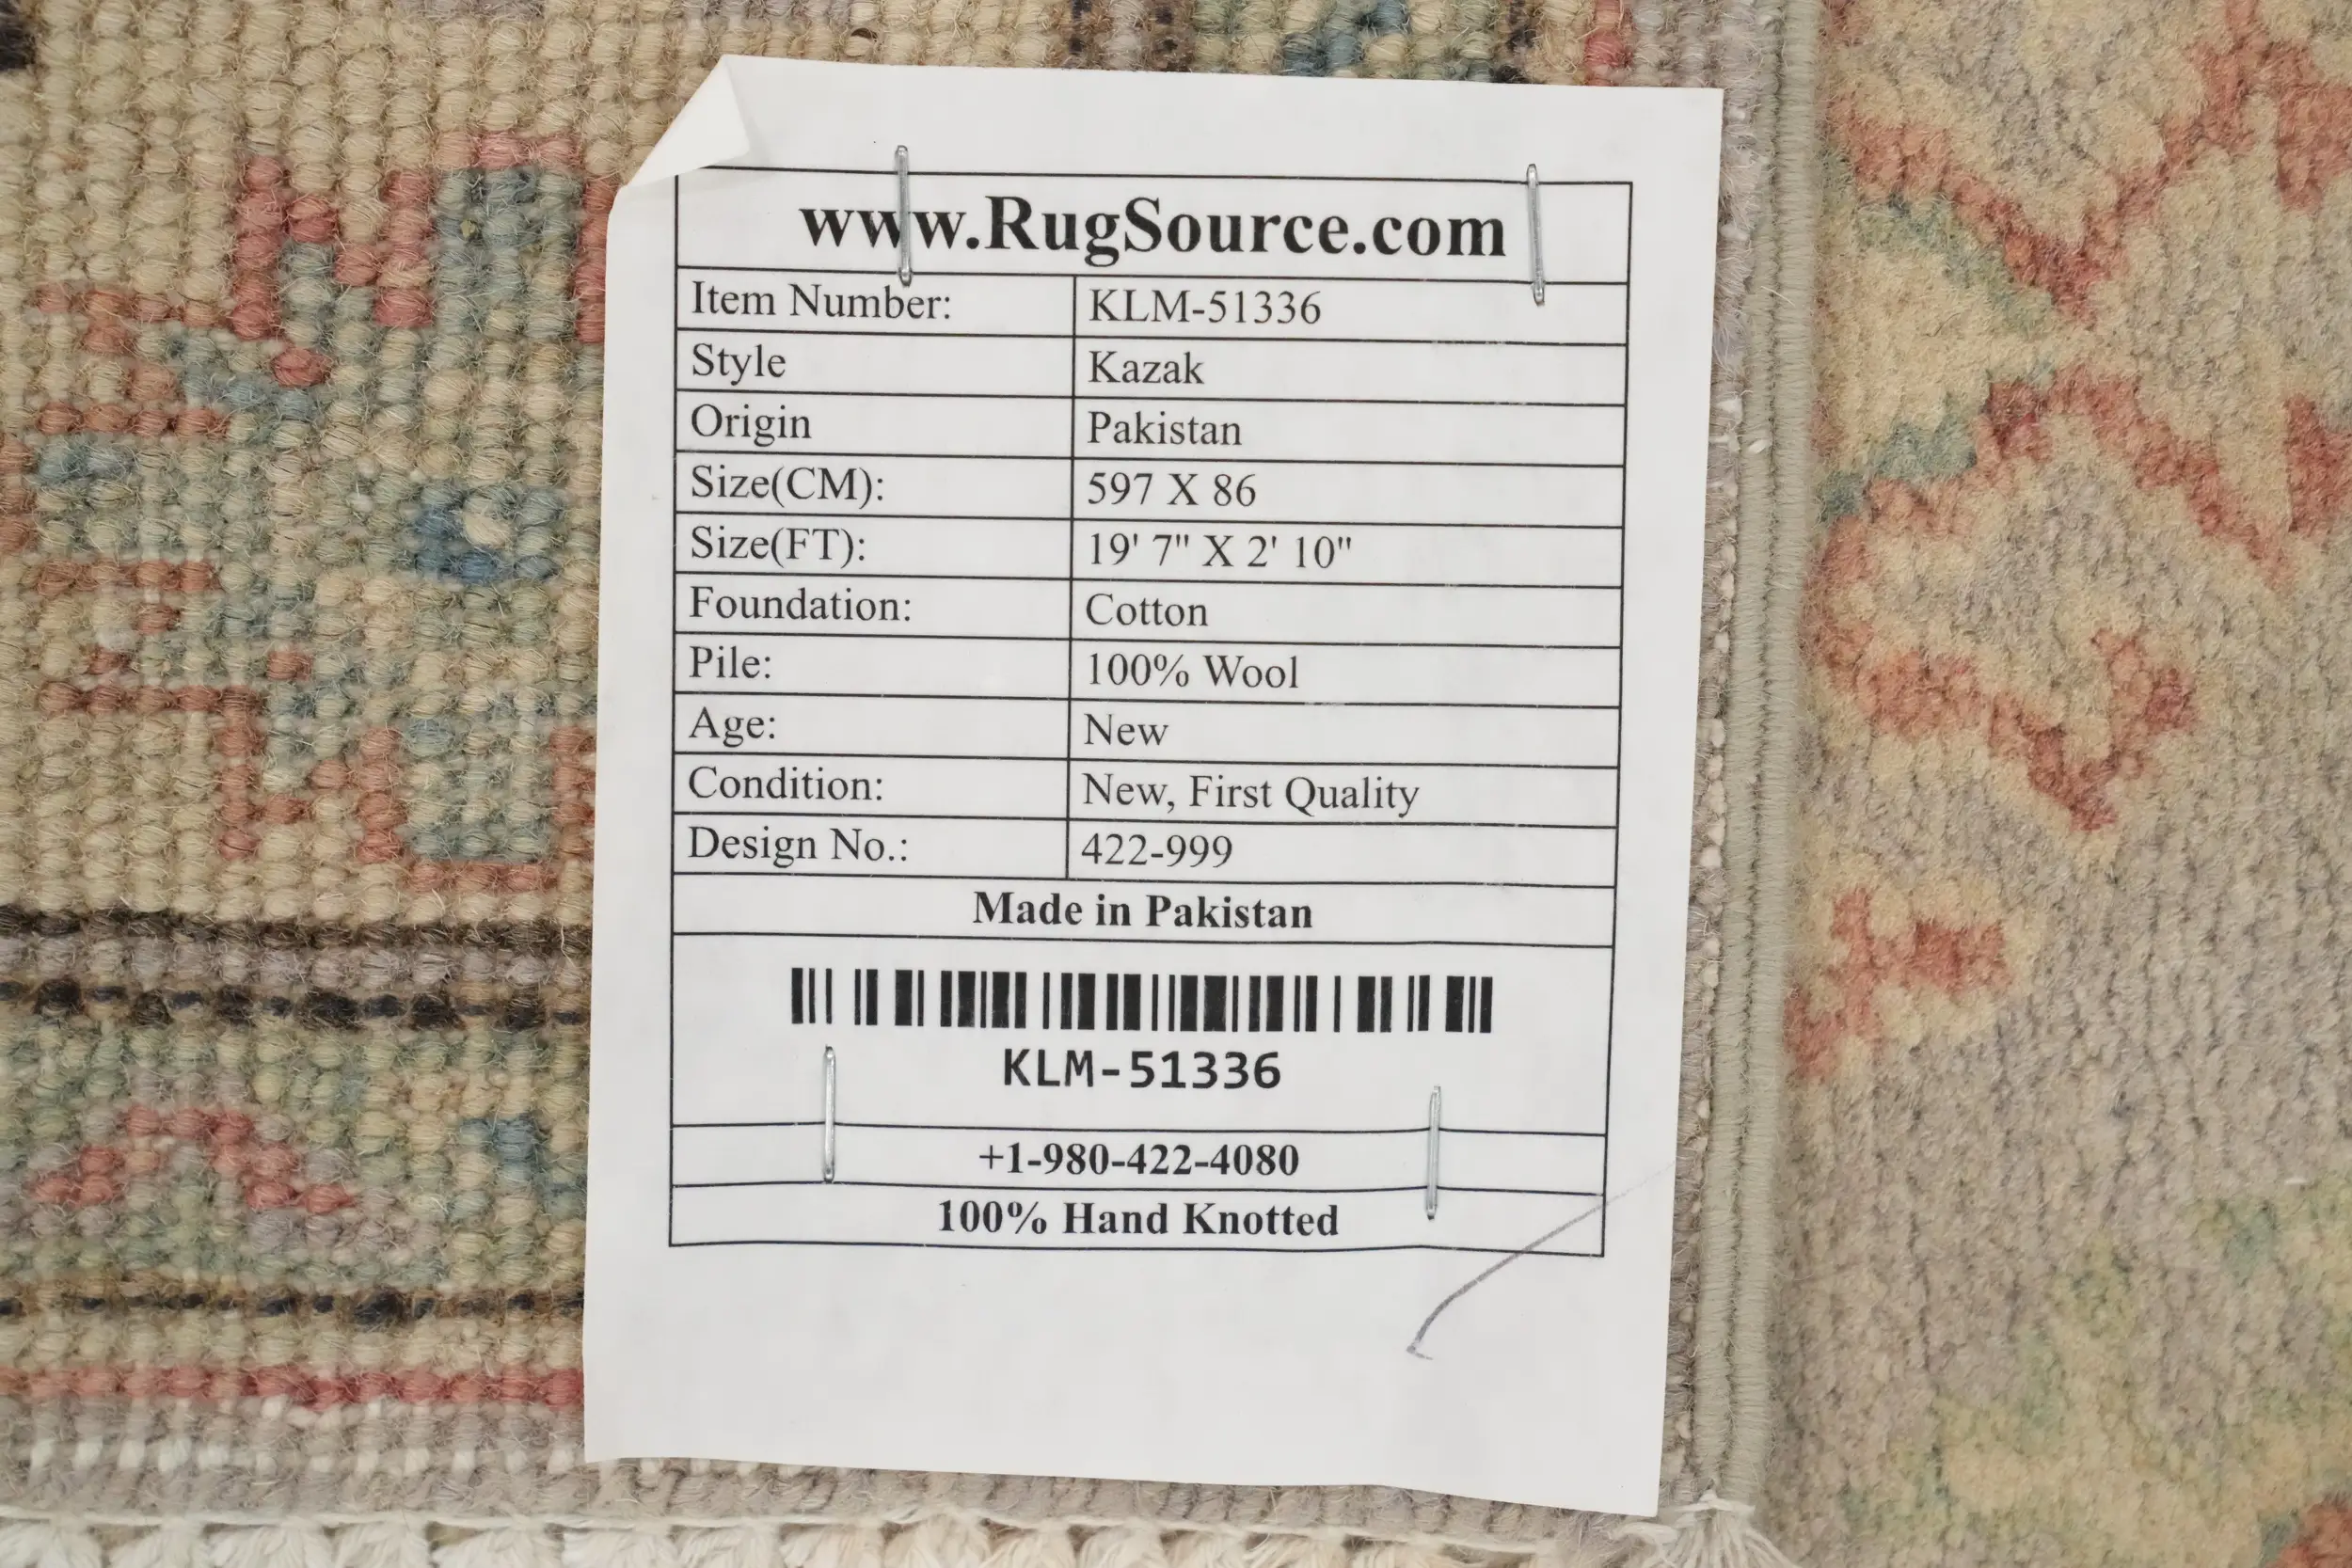 www.RugSource.com
Item Number: KLM-51336
Style Kazak
Origin Pakistan
Size(CM): 597 X 86
Size(FT): 19' 7" X 2' 10"
Foundation: Cotton
Pile: 100% Wool
Age: New
Condition: New, First Quality
Design No.: 422-999
Made in Pakistan
KLM-51336
+1-980-422-4080
100% Hand Knotted